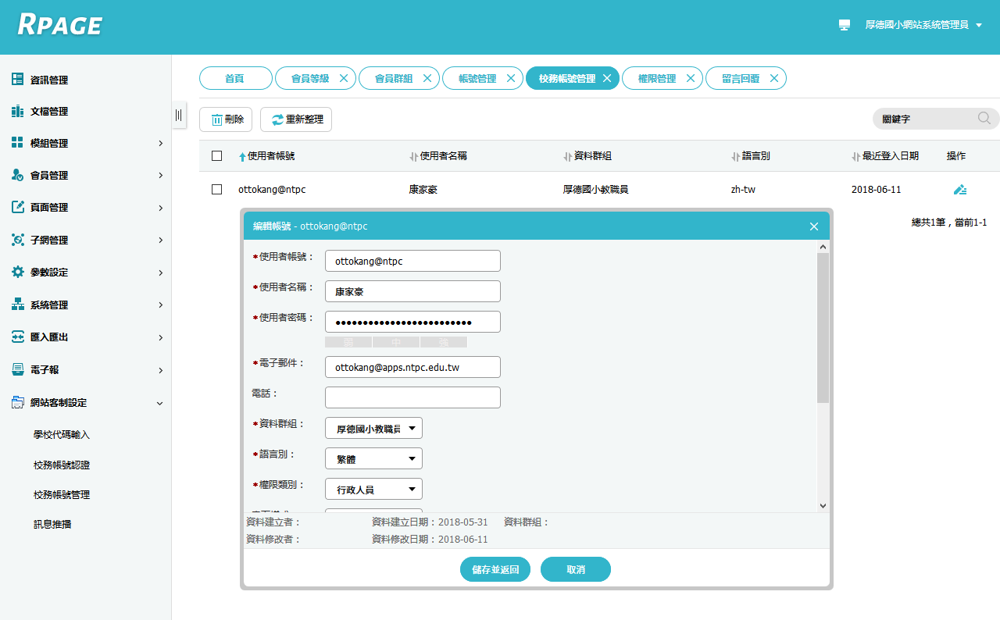 RPAGE
厚德國小網站系統管理員
資訊管理
文檔管理
模組管理
會員管理
頁面管理
子網管理
參數設定
系統管理
匯入匯出
電子報
網站客制設定
學校代碼輸入
校務帳號認證
校務帳號管理
訊息推播
首頁 會員等級 會員群組 帳號管理 校務帳號管理 權限管理 留言回覆
刪除 重新整理 關鍵字
使用者帳號 使用者名稱 資料群組 語言別 最近登入日期 操作
ottokang@ntpc 康家豪 厚德國小教職員 zh-tw 2018-06-11
總共1筆，當前1-1
編輯帳號 - ottokang@ntpc
*使用者帳號： ottokang@ntpc
*使用者名稱： 康家豪
*使用者密碼： •••••••••••••••••••••••••
弱 中 強
*電子郵件： ottokang@apps.ntpc.edu.tw
電話：
*資料群組： 厚德國小教職員
*語言別： 繁體
*權限類別： 行政人員
資料建立者： 資料建立日期：2018-05-31 資料群組：
資料修改者： 資料修改日期：2018-06-11
儲存並返回 取消